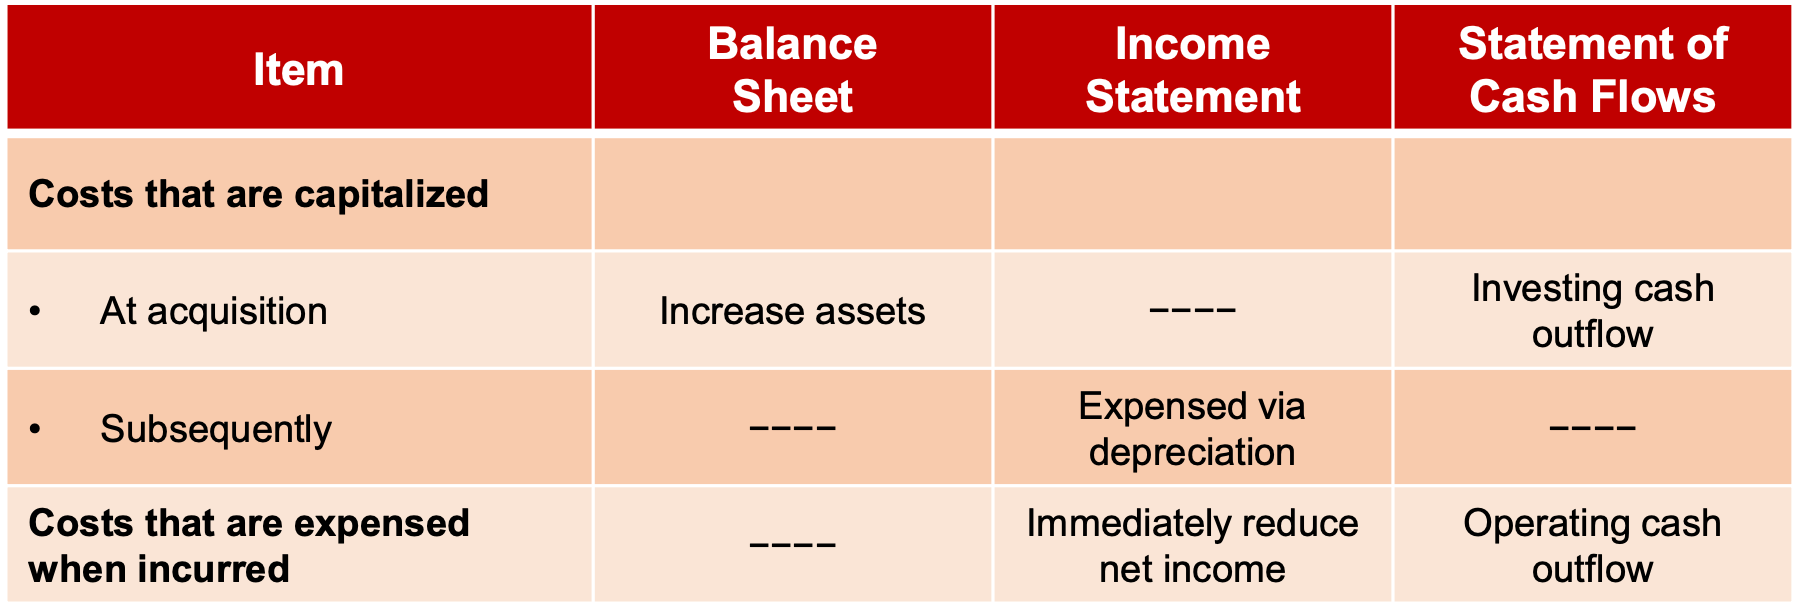 Item
Balance
Sheet
Income
Statement
Statement of
Cash Flows
Costs that are capitalized
• At acquisition
Increase assets
––––
Investing cash
outflow
• Subsequently
––––
Expensed via
depreciation
––––
Costs that are expensed
when incurred
––––
Immediately reduce
net income
Operating cash
outflow